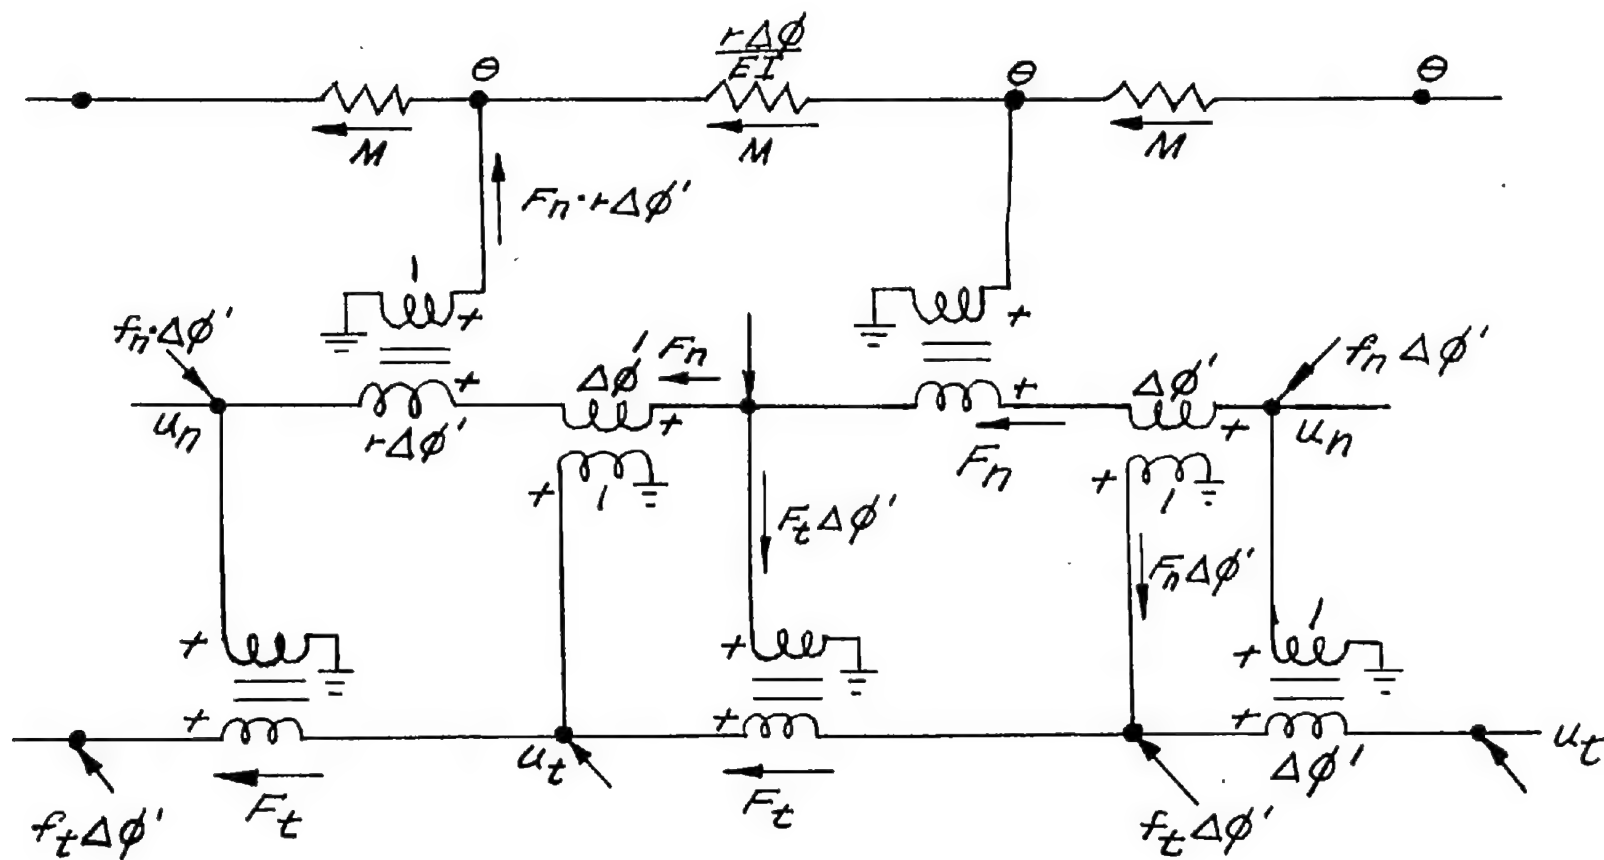 rΔφ
EI
θ
θ
θ
M
M
M
Fn·rΔφ'
1
+
+
fn·Δφ'
Δφ'
Fn
fn Δφ'
Δφ'
+
+
un
rΔφ'
+
Fn
+
un
+
1
+
1
Ft Δφ'
Fn Δφ'
+
+
1
+
+
+
+
ut
ut
Δφ'
Ft
Ft
ft Δφ'
ft Δφ'